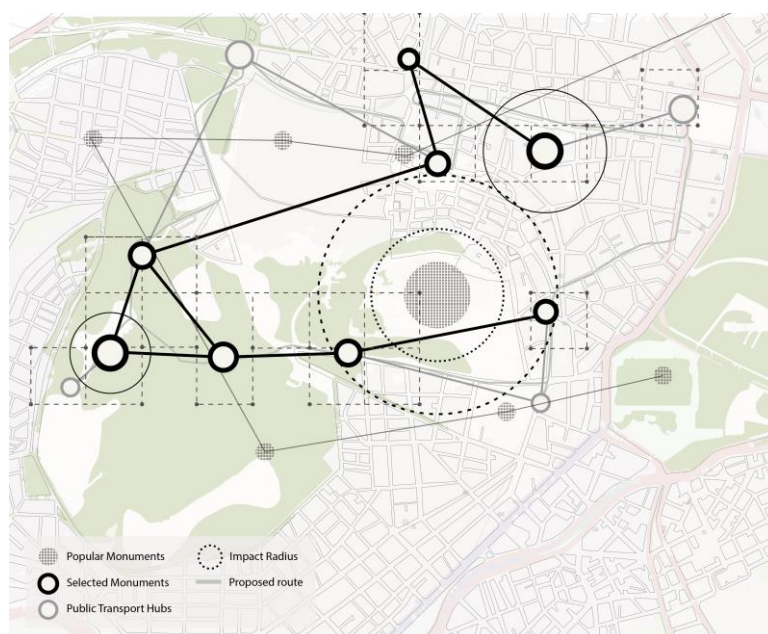 Popular Monuments
Impact Radius
Selected Monuments
Proposed route
Public Transport Hubs